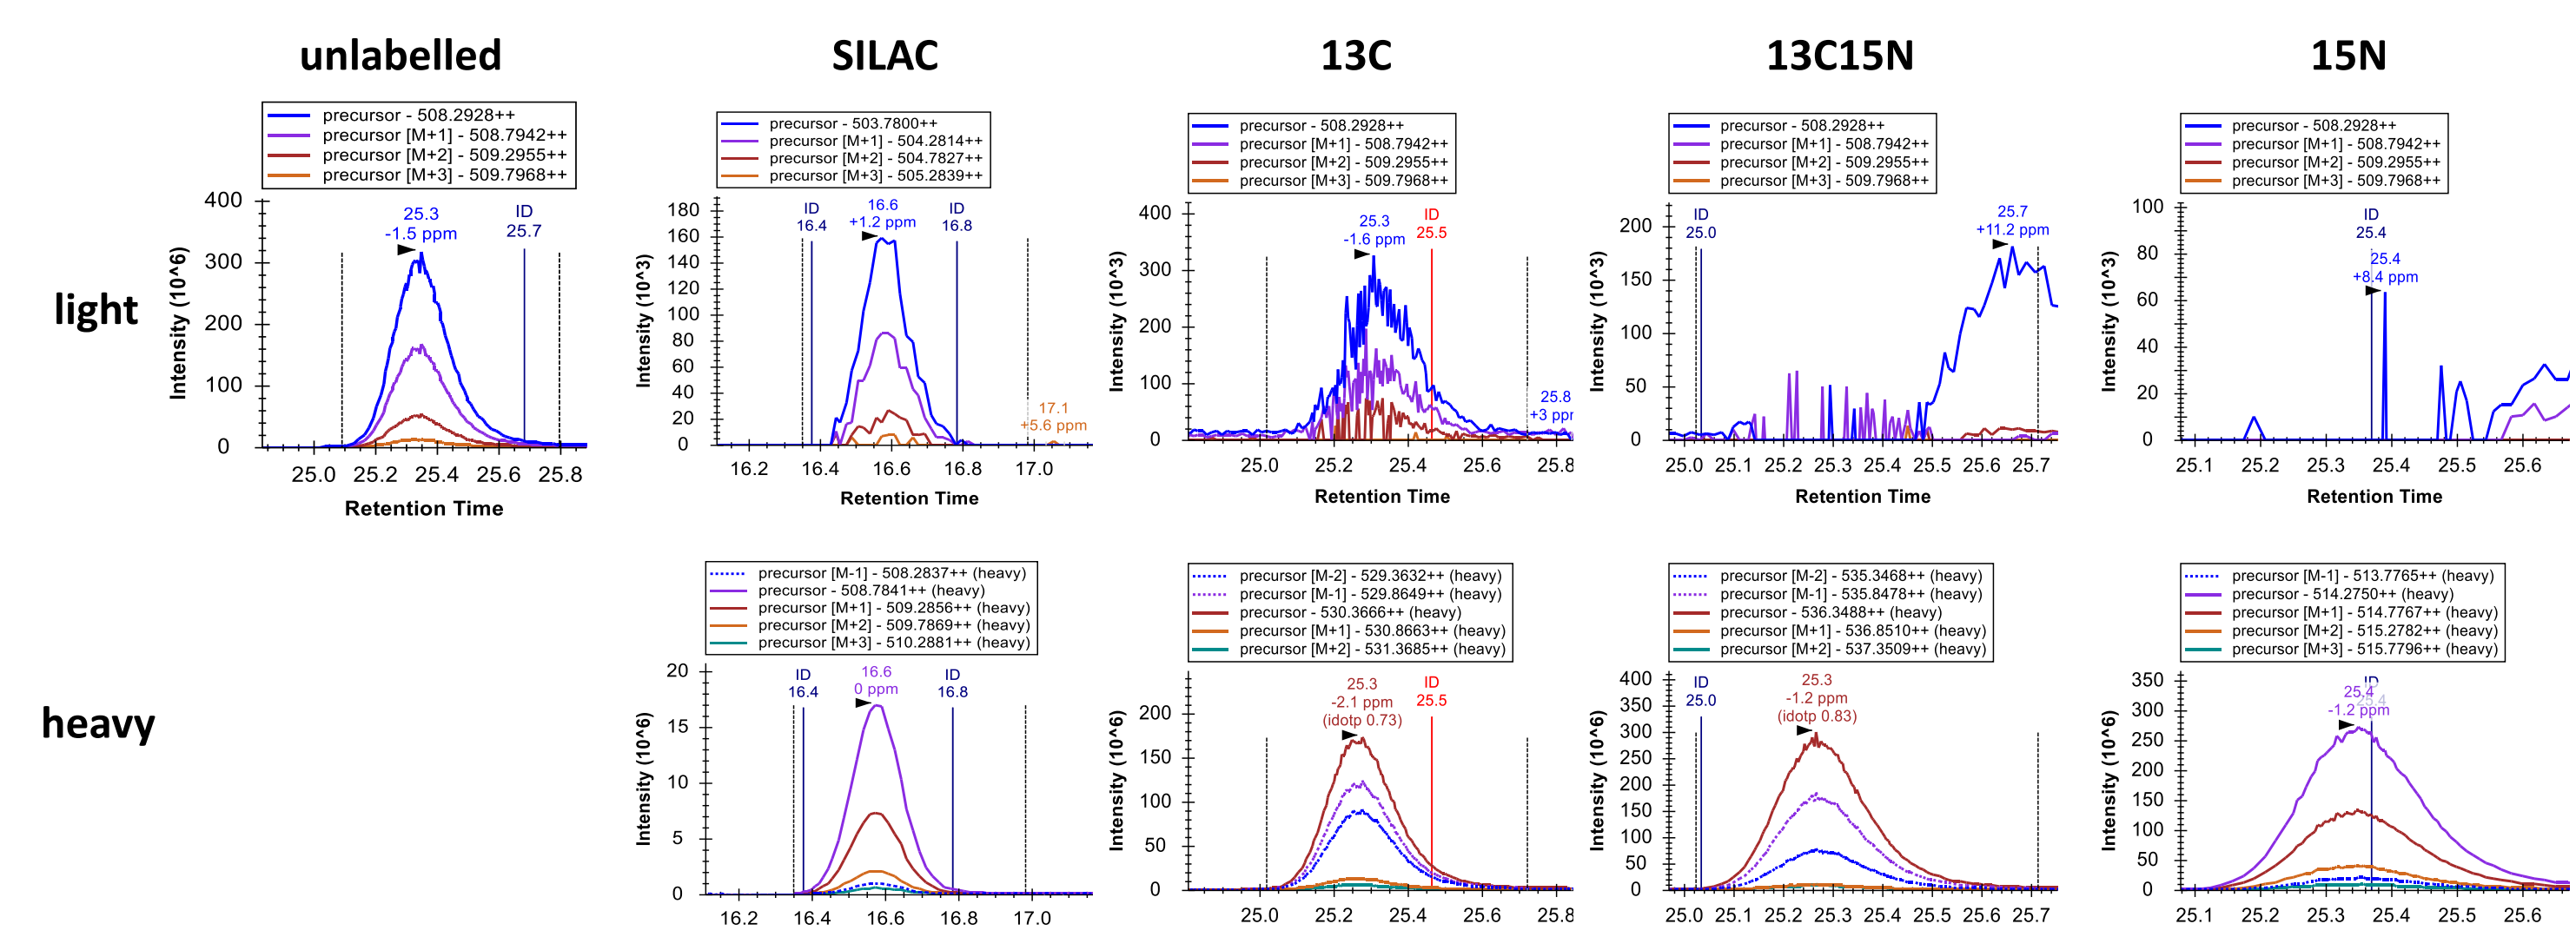 unlabelled
SILAC
13C
13C15N
15N
light
precursor - 508.2928++
precursor [M+1] - 508.7942++
precursor [M+2] - 509.2955++
precursor [M+3] - 509.7968++
400
300
200
100
0
Intensity (10^6)
25.3
-1.5 ppm
ID
25.7
25.0 25.2 25.4 25.6 25.8
Retention Time
precursor - 503.7800++
precursor [M+1] - 504.2814++
precursor [M+2] - 504.7827++
precursor [M+3] - 505.2839++
180
160
140
120
100
80
60
40
20
0
Intensity (10^3)
ID
16.4
16.6
+1.2 ppm
ID
16.8
17.1
+5.6 ppm
16.2 16.4 16.6 16.8 17.0
Retention Time
precursor - 508.2928++
precursor [M+1] - 508.7942++
precursor [M+2] - 509.2955++
precursor [M+3] - 509.7968++
400
300
200
100
0
Intensity (10^3)
25.3
-1.6 ppm
ID
25.5
25.8
+3 ppr
25.0 25.2 25.4 25.6 25.8
Retention Time
precursor - 508.2928++
precursor [M+1] - 508.7942++
precursor [M+2] - 509.2955++
precursor [M+3] - 509.7968++
200
150
100
50
0
Intensity (10^3)
ID
25.0
25.7
+11.2 ppm
25.0 25.1 25.2 25.3 25.4 25.5 25.6 25.7
Retention Time
precursor - 508.2928++
precursor [M+1] - 508.7942++
precursor [M+2] - 509.2955++
precursor [M+3] - 509.7968++
100
80
60
40
20
0
Intensity (10^3)
ID
25.4
25.4
+8.4 ppm
25.1 25.2 25.3 25.4 25.5 25.6
Retention Time
heavy
precursor [M-1] - 508.2837++ (heavy)
precursor - 508.7841++ (heavy)
precursor [M+1] - 509.2856++ (heavy)
precursor [M+2] - 509.7869++ (heavy)
precursor [M+3] - 510.2881++ (heavy)
20
15
10
5
0
Intensity (10^6)
ID
16.4
16.6
0 ppm
ID
16.8
16.2 16.4 16.6 16.8 17.0
precursor [M-2] - 529.3632++ (heavy)
precursor [M-1] - 529.8649++ (heavy)
precursor - 530.3666++ (heavy)
precursor [M+1] - 530.8663++ (heavy)
precursor [M+2] - 531.3685++ (heavy)
200
150
100
50
0
Intensity (10^6)
25.3
-2.1 ppm
(idotp 0.73)
ID
25.5
25.0 25.2 25.4 25.6 25.8
precursor [M-2] - 535.3468++ (heavy)
precursor [M-1] - 535.8478++ (heavy)
precursor - 536.3488++ (heavy)
precursor [M+1] - 536.8510++ (heavy)
precursor [M+2] - 537.3509++ (heavy)
400
350
300
250
200
150
100
50
0
Intensity (10^6)
ID
25.0
25.3
-1.2 ppm
(idotp 0.83)
25.0 25.1 25.2 25.3 25.4 25.5 25.6 25.7
precursor [M-1] - 513.7765++ (heavy)
precursor - 514.2750++ (heavy)
precursor [M+1] - 514.7767++ (heavy)
precursor [M+2] - 515.2782++ (heavy)
precursor [M+3] - 515.7796++ (heavy)
350
300
250
200
150
100
50
0
Intensity (10^6)
ID
25.4
25.4
-1.2 ppm
25.1 25.2 25.3 25.4 25.5 25.6